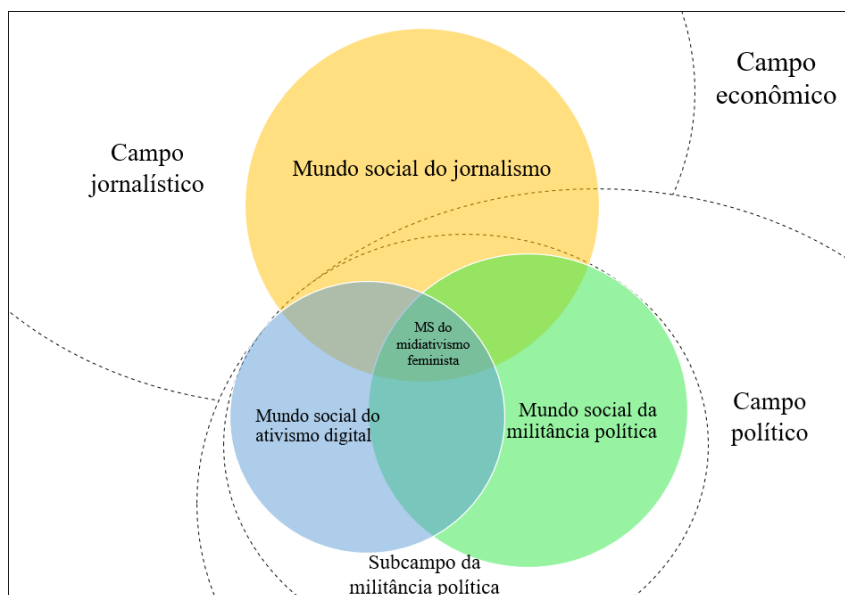 Campo
econômico
Campo
jornalístico
Mundo social do jornalismo
MS do
midiativismo
feminista
Mundo social do
ativismo digital
Mundo social da
militância política
Campo
político
Subcampo da
militância política